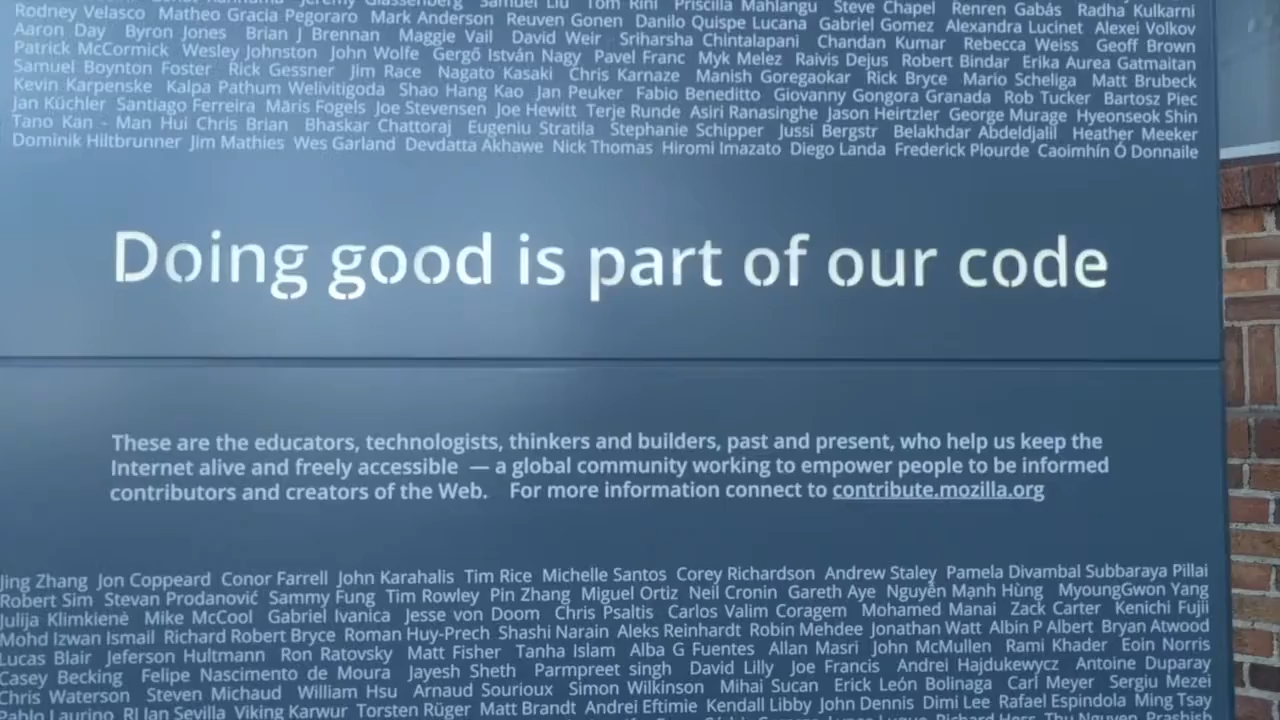 Samuel Liu Tom Rini Priscilla Mahlangu Steve Chapel Renren Gabás Radha Kulkarni
Rodney Velasco Matheo Gracia Pegoraro Mark Anderson Reuven Gonen Danilo Quispe Lucana Gabriel Gomez Alexandra Lucinet Alexei Volkov
Aaron Day Byron Jones Brian J Brennan Maggie Vail David Weir Sriharsha Chintalapani Chandan Kumar Rebecca Weiss Geoff Brown
Patrick McCormick Wesley Johnston John Wolfe Gergő István Nagy Pavel Franc Myk Melez Raivis Dejus Robert Bindar Erika Aurea Gatmaitan
Samuel Boynton Foster Rick Gessner Jim Race Nagato Kasaki Chris Karnaze Manish Goregaokar Rick Bryce Mario Scheliga Matt Brubeck
Kevin Karpenske Kalpa Pathum Welivitigoda Shao Hang Kao Jan Peuker Fabio Beneditto Giovanny Gongora Granada Rob Tucker Bartosz Piec
Jan Küchler Santiago Ferreira Māris Fogels Joe Stevensen Joe Hewitt Terje Runde Asiri Ranasinghe Jason Heirtzler George Murage Hyeonseok Shin
Tano Kan - Man Hui Chris Brian Bhaskar Chattoraj Eugeniu Stratila Stephanie Schipper Jussi Bergstr Belakhdar Abdeldjalil Heather Meeker
Dominik Hiltbrunner Jim Mathies Wes Garland Devdatta Akhawe Nick Thomas Hiromi Imazato Diego Landa Frederick Plourde Caoimhín Ó Donnaile
Doing good is part of our code
These are the educators, technologists, thinkers and builders, past and present, who help us keep the
Internet alive and freely accessible — a global community working to empower people to be informed
contributors and creators of the Web. For more information connect to contribute.mozilla.org
Jing Zhang Jon Coppeard Conor Farrell John Karahalis Tim Rice Michelle Santos Corey Richardson Andrew Staley Pamela Divambal Subbaraya Pillai
Robert Sim Stevan Prodanović Sammy Fung Tim Rowley Pin Zhang Miguel Ortiz Neil Cronin Gareth Aye Nguyễn Mạnh Hùng MyoungGwon Yang
Julija Klimkienė Mike McCool Gabriel Ivanica Jesse von Doom Chris Psaltis Carlos Valim Coragem Mohamed Manai Zack Carter Kenichi Fujii
Mohd Izwan Ismail Richard Robert Bryce Roman Huy-Prech Shashi Narain Aleks Reinhardt Robin Mehdee Jonathan Watt Albin P Albert Bryan Atwood
Lucas Blair Jeferson Hultmann Ron Ratovsky Matt Fisher Tanha Islam Alba G Fuentes Allan Masri John McMullen Rami Khader Eoin Norris
Casey Becking Felipe Nascimento de Moura Jayesh Sheth Parmpreet singh David Lilly Joe Francis Andrei Hajdukewycz Antoine Duparay
Chris Waterson Steven Michaud William Hsu Arnaud Sourioux Simon Wilkinson Mihai Sucan Erick León Bolinaga Carl Meyer Sergiu Mezei
Pablo Laurino RJ Ian Sevilla Viking Karwur Torsten Rüger Matt Brandt Andrei Eftimie Kendall Libby John Dennis Dimi Lee Rafael Espindola Ming Tsay